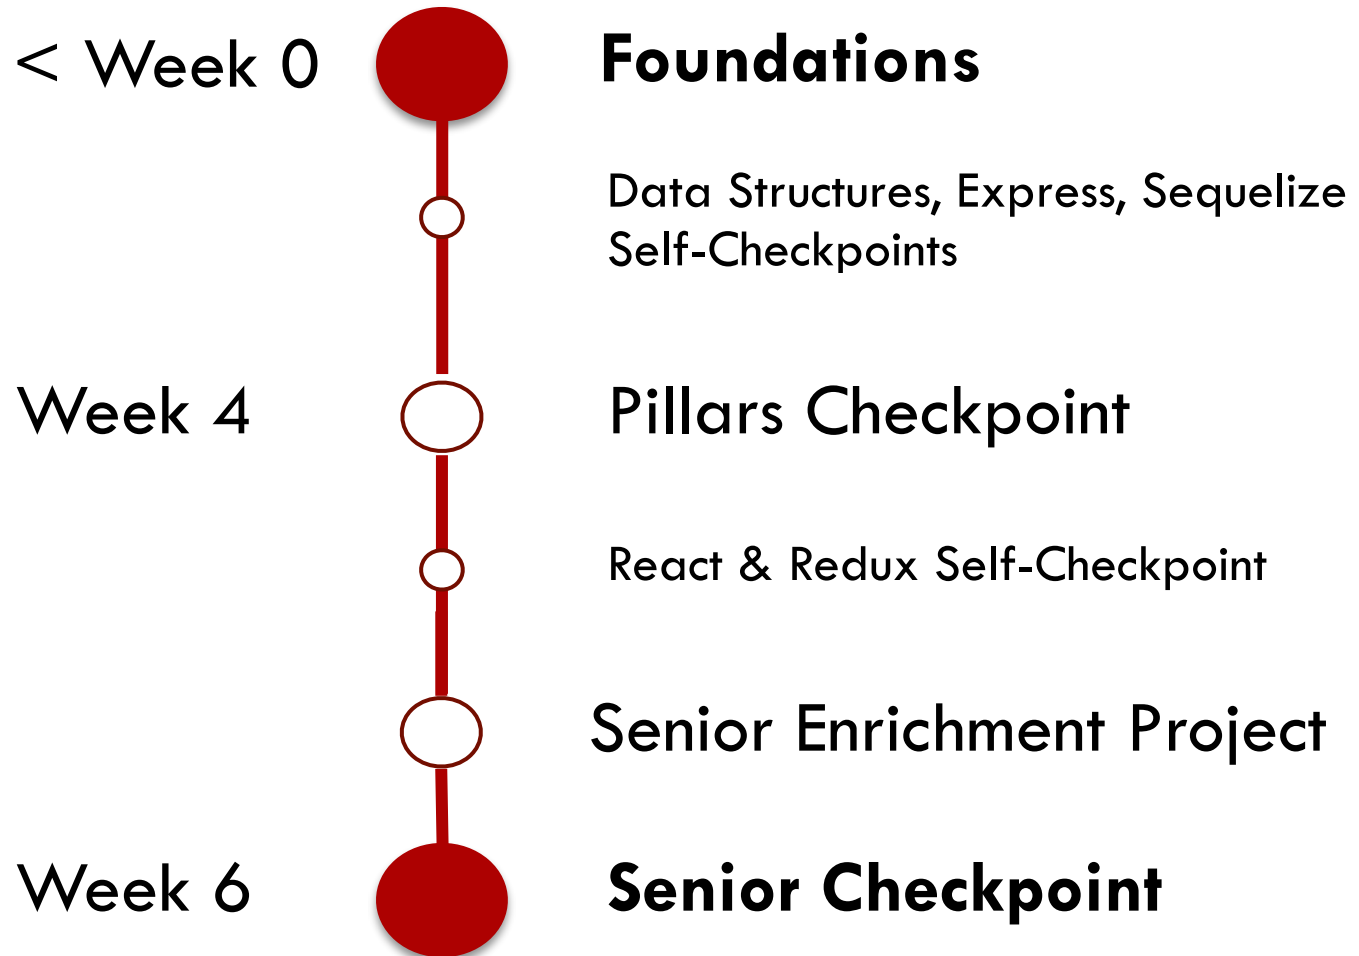 < Week 0
Foundations
Data Structures, Express, Sequelize
Self-Checkpoints
Week 4
Pillars Checkpoint
React & Redux Self-Checkpoint
Senior Enrichment Project
Week 6
Senior Checkpoint